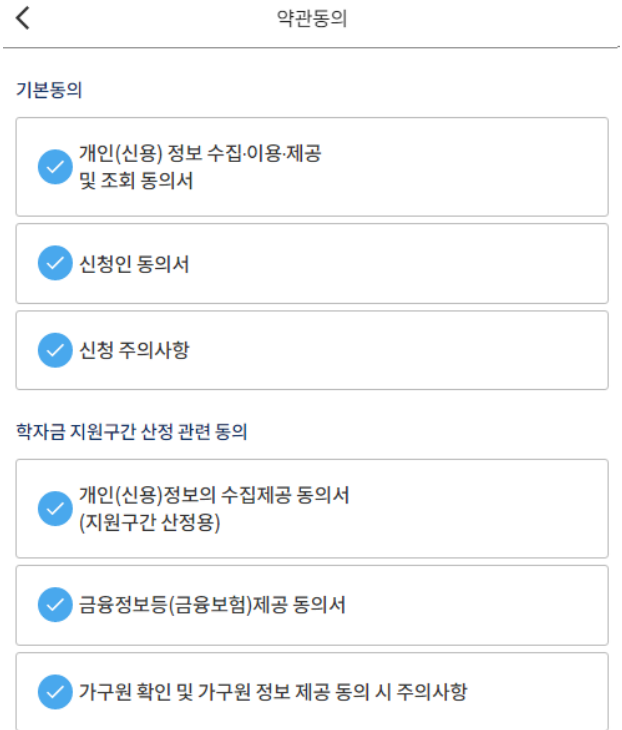 약관동의
기본동의
개인(신용) 정보 수집·이용·제공
및 조회 동의서
신청인 동의서
신청 주의사항
학자금 지원구간 산정 관련 동의
개인(신용)정보의 수집제공 동의서
(지원구간 산정용)
금융정보등(금융보험)제공 동의서
가구원 확인 및 가구원 정보 제공 동의 시 주의사항